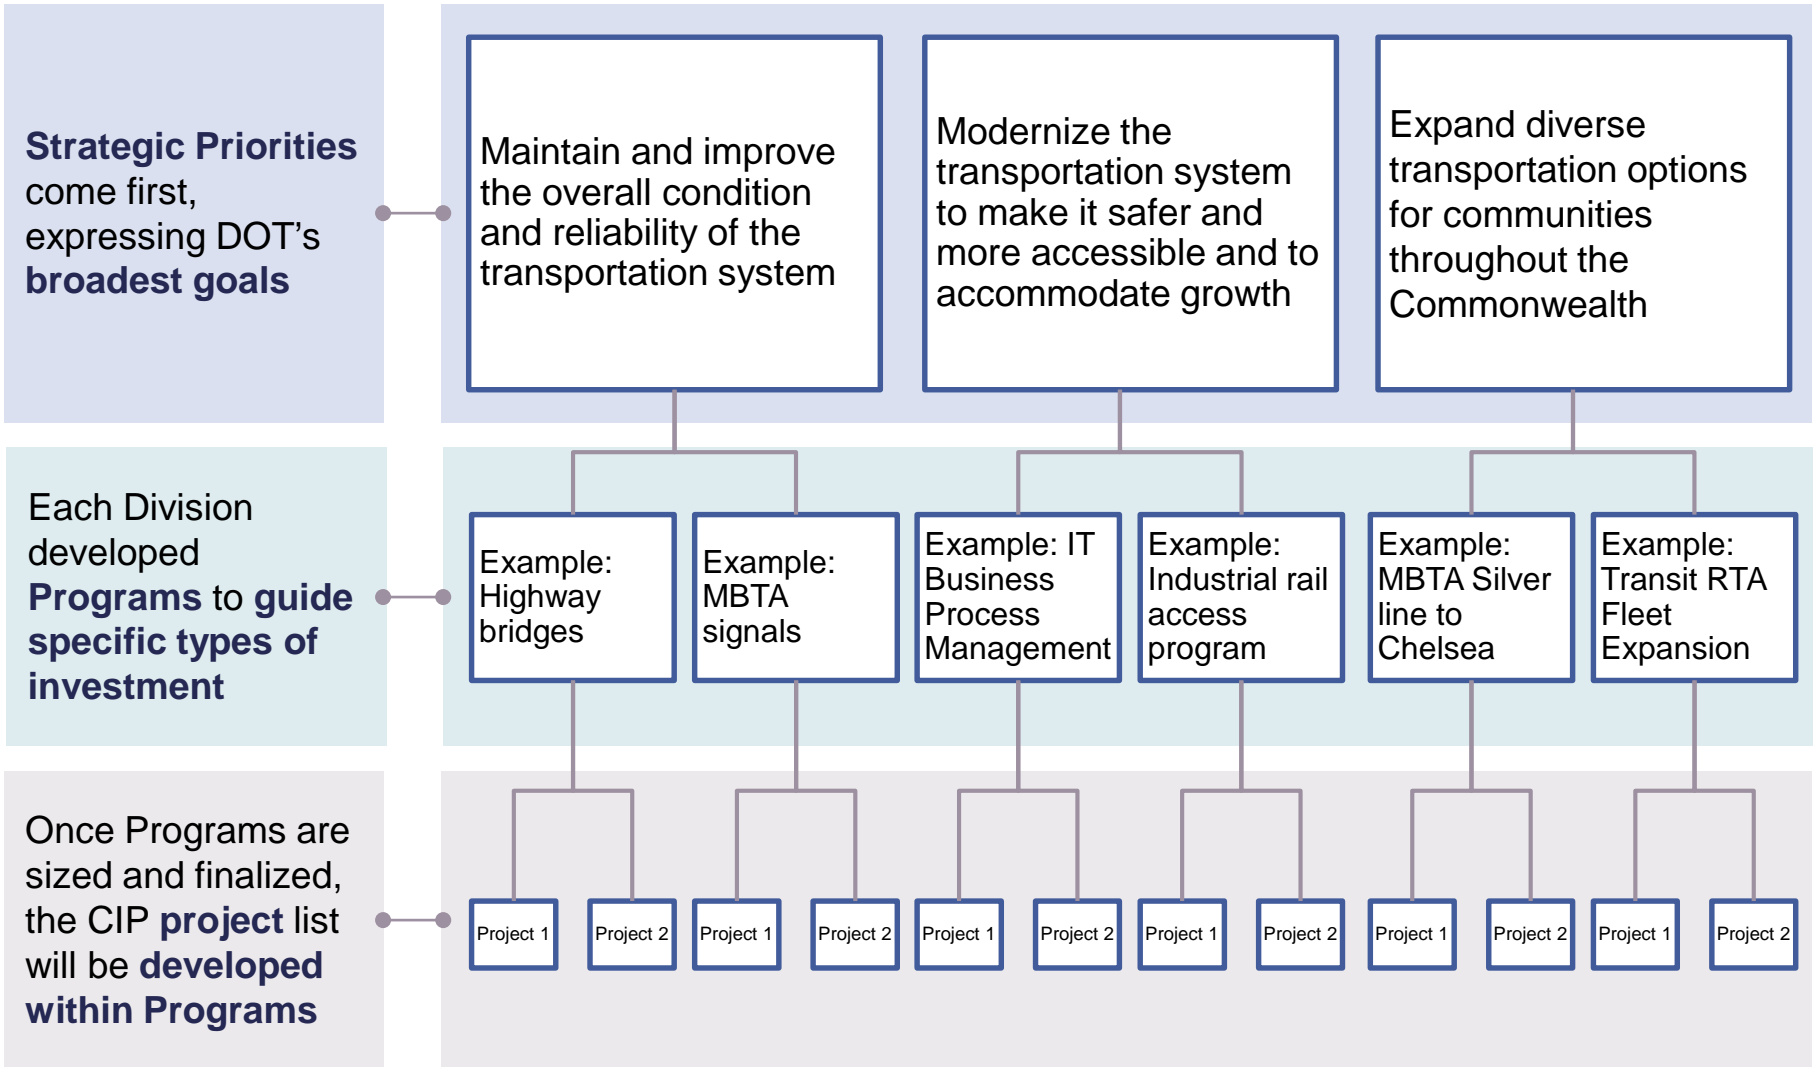 Strategic Priorities
come first,
expressing DOT’s
broadest goals
Maintain and improve
the overall condition
and reliability of the
transportation system
Modernize the
transportation system
to make it safer and
more accessible and to
accommodate growth
Expand diverse
transportation options
for communities
throughout the
Commonwealth
Each Division
developed
Programs to guide
specific types of
investment
Example:
Highway
bridges
Example:
MBTA
signals
Example: IT
Business
Process
Management
Example:
Industrial rail
access
program
Example:
MBTA Silver
line to
Chelsea
Example:
Transit RTA
Fleet
Expansion
Once Programs are
sized and finalized,
the CIP project list
will be developed
within Programs
Project 1
Project 2
Project 1
Project 2
Project 1
Project 2
Project 1
Project 2
Project 1
Project 2
Project 1
Project 2